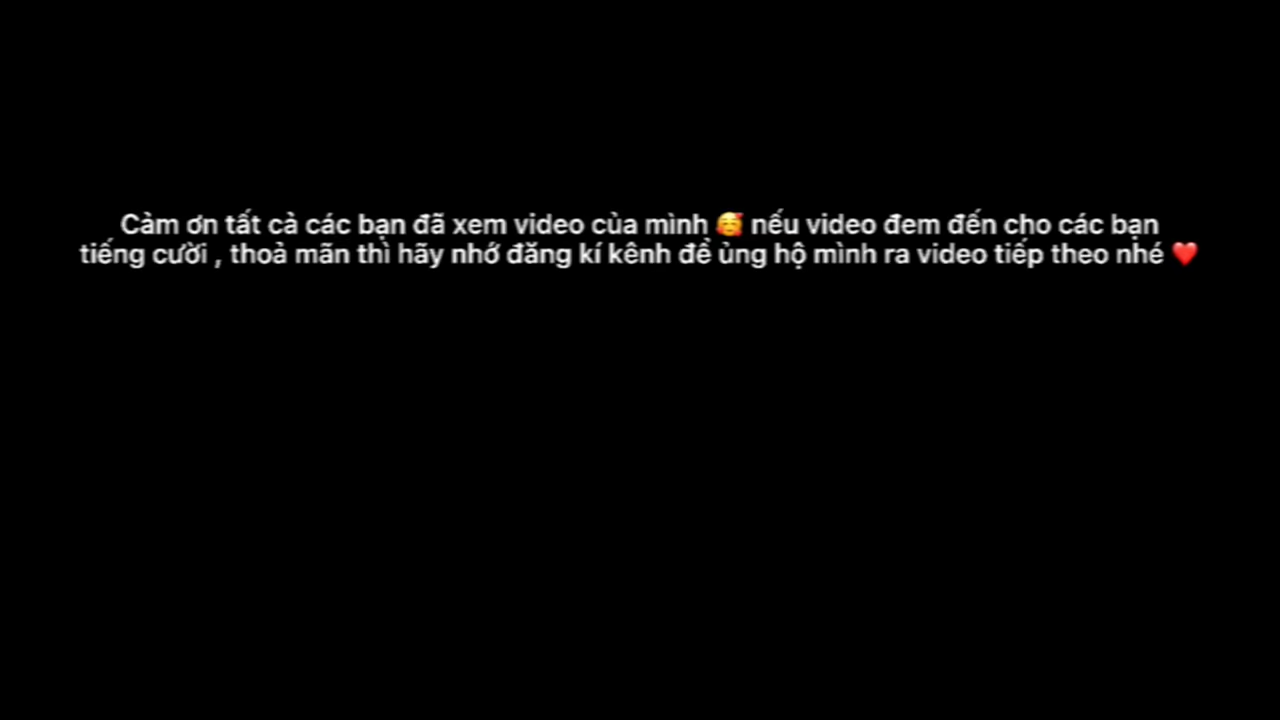 Cảm ơn tất cả các bạn đã xem video của mình 🥰 nếu video đem đến cho các bạn
tiếng cười , thoả mãn thì hãy nhớ đăng kí kênh để ủng hộ mình ra video tiếp theo nhé ❤️